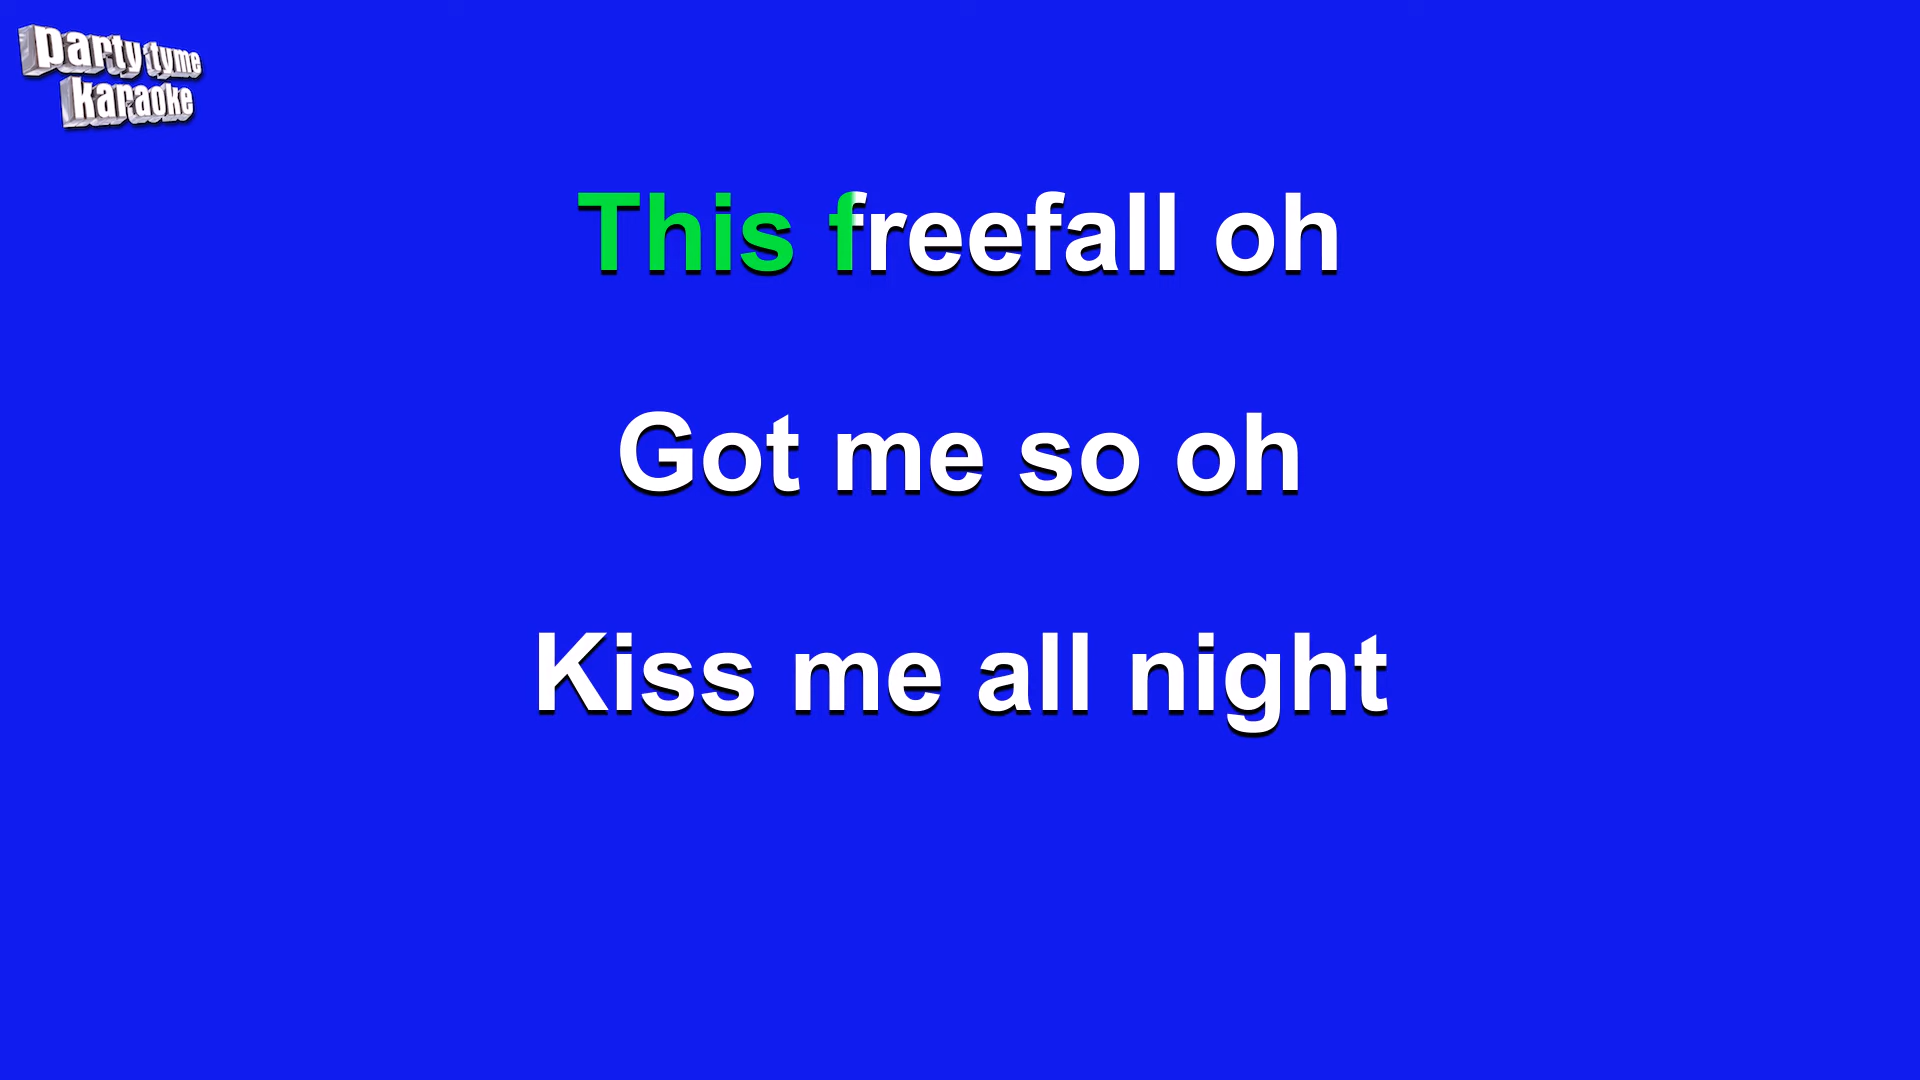 party tyme
karaoke
This freefall oh
Got me so oh
Kiss me all night